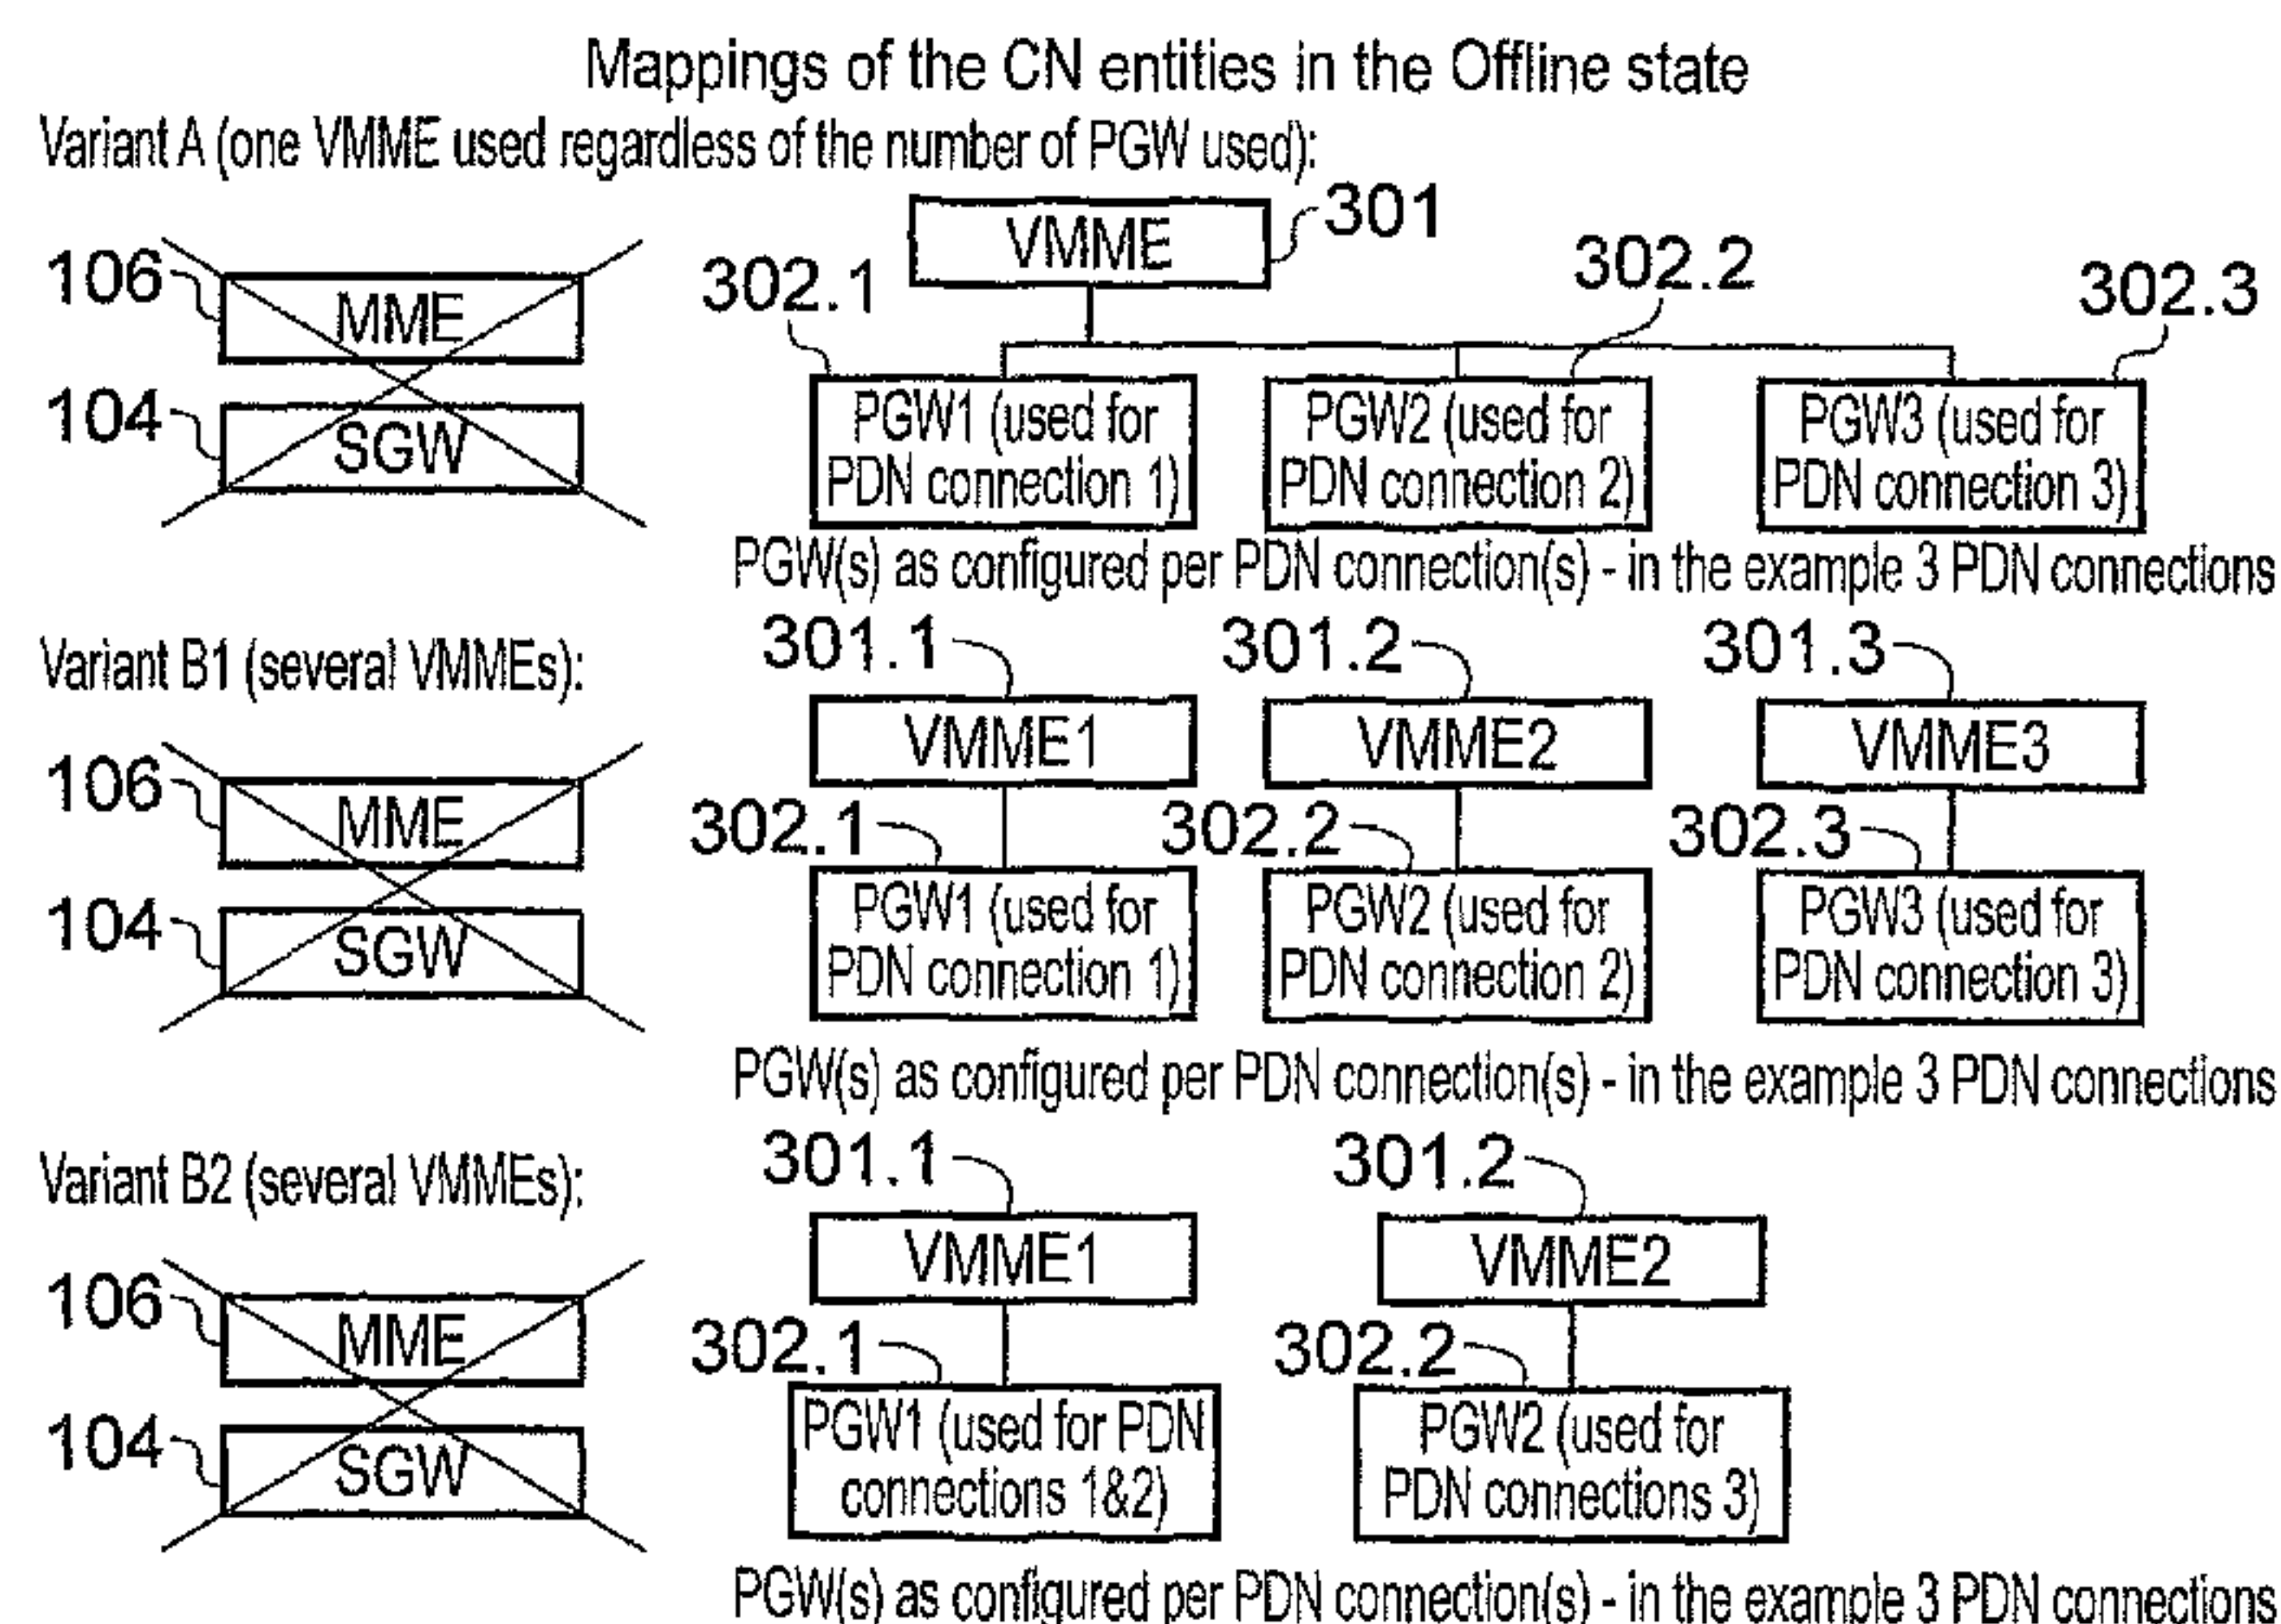 Mappings of the CN entities in the Offline state
Variant A (one VMME used regardless of the number of PGW used):
VMME
301
106
MME
302.1
302.2
302.3
104
SGW
PGW1 (used for
PDN connection 1)
PGW2 (used for
PDN connection 2)
PGW3 (used for
PDN connection 3)
PGW(s) as configured per PDN connection(s) - in the example 3 PDN connections
Variant B1 (several VMMEs):
301.1
301.2
301.3
VMME1
VMME2
VMME3
106
MME
302.1
302.2
302.3
104
SGW
PGW1 (used for
PDN connection 1)
PGW2 (used for
PDN connection 2)
PGW3 (used for
PDN connection 3)
PGW(s) as configured per PDN connection(s) - in the example 3 PDN connections
Variant B2 (several VMMEs):
301.1
301.2
VMME1
VMME2
106
MME
302.1
302.2
104
SGW
PGW1 (used for PDN
connections 1&2)
PGW2 (used for
PDN connections 3)
PGW(s) as configured per PDN connection(s) - in the example 3 PDN connections